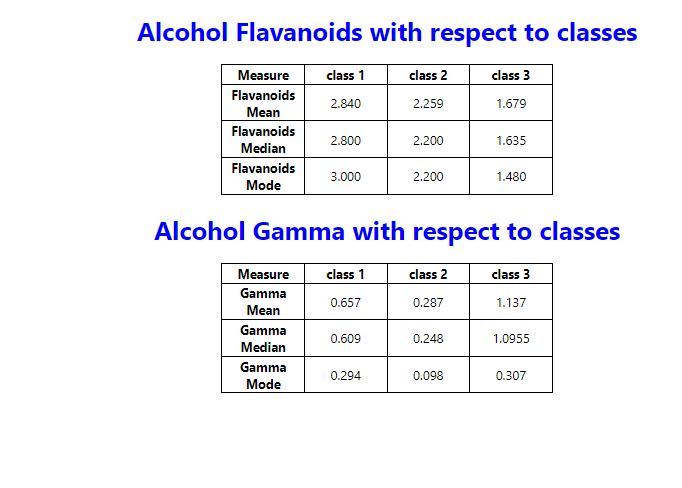 Alcohol Flavanoids with respect to classes
Measure class 1 class 2 class 3
Flavanoids
Mean 2.840 2.259 1.679
Flavanoids
Median 2.800 2.200 1.635
Flavanoids
Mode 3.000 2.200 1.480
Alcohol Gamma with respect to classes
Measure class 1 class 2 class 3
Gamma
Mean 0.657 0.287 1.137
Gamma
Median 0.609 0.248 1.0955
Gamma
Mode 0.294 0.098 0.307